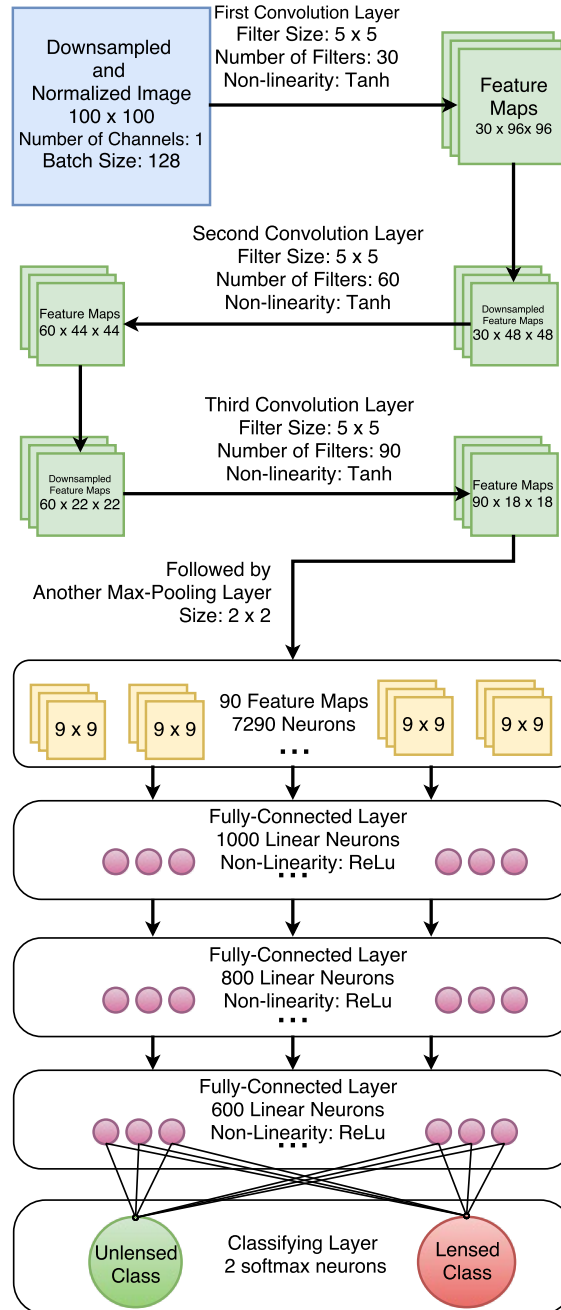 Downsampled
and
Normalized Image
100 x 100
Number of Channels: 1
Batch Size: 128
First Convolution Layer
Filter Size: 5 x 5
Number of Filters: 30
Non-linearity: Tanh
Feature
Maps
30 x 96x 96
Second Convolution Layer
Filter Size: 5 x 5
Number of Filters: 60
Non-linearity: Tanh
Downsampled
Feature Maps
30 x 48 x 48
Feature Maps
60 x 44 x 44
Third Convolution Layer
Filter Size: 5 x 5
Number of Filters: 90
Non-linearity: Tanh
Downsampled
Feature Maps
60 x 22 x 22
Feature Maps
90 x 18 x 18
Followed by
Another Max-Pooling Layer
Size: 2 x 2
9 x 9
9 x 9
90 Feature Maps
7290 Neurons
...
9 x 9
9 x 9
Fully-Connected Layer
1000 Linear Neurons
Non-Linearity: ReLu
...
Fully-Connected Layer
800 Linear Neurons
Non-linearity: ReLu
...
Fully-Connected Layer
600 Linear Neurons
Non-Linearity: ReLu
...
Unlensed
Class
Classifying Layer
2 softmax neurons
Lensed
Class